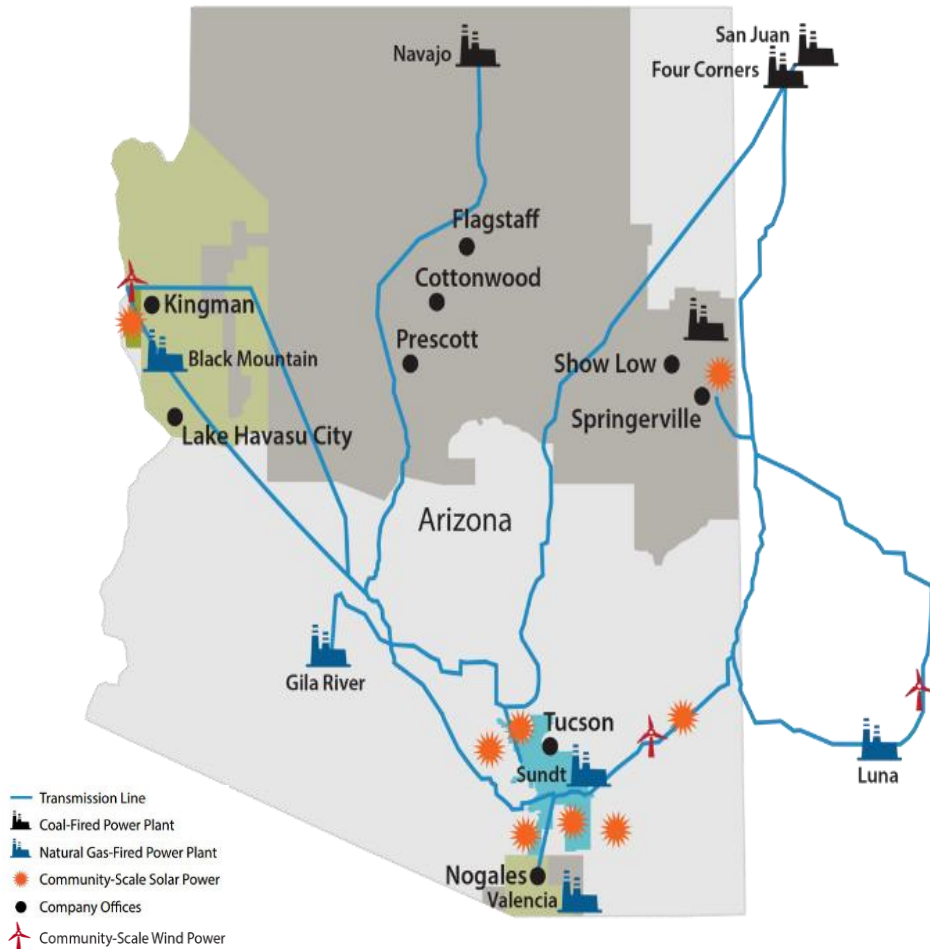 San Juan
Navajo
Four Corners
Flagstaff
Cottonwood
Kingman
Prescott
Black Mountain
Show Low
Springerville
Lake Havasu City
Arizona
Gila River
Tucson
Sundt
Luna
Nogales
Valencia
Transmission Line
Coal-Fired Power Plant
Natural Gas-Fired Power Plant
Community-Scale Solar Power
Company Offices
Community-Scale Wind Power